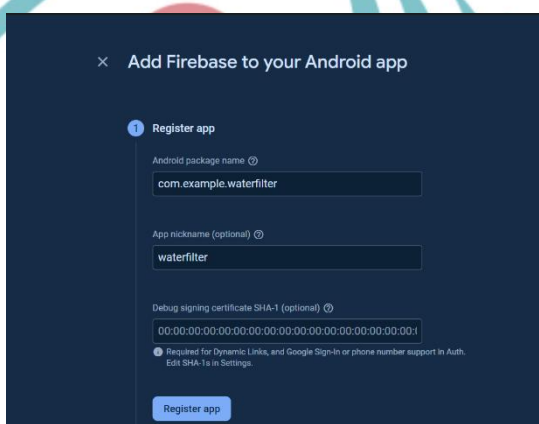 Add Firebase to your Android app
1 Register app
Android package name
com.example.waterfilter
App nickname (optional)
waterfilter
Debug signing certificate SHA-1 (optional)
00:00:00:00:00:00:00:00:00:00:00:00:00:00:00:00:00:
Required for Dynamic Links, and Google Sign-In or phone number support in Auth.
Edit SHA-1s in Settings.
Register app